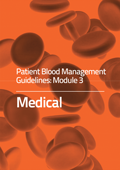 Patient Blood Management
Guidelines: Module 3
Medical